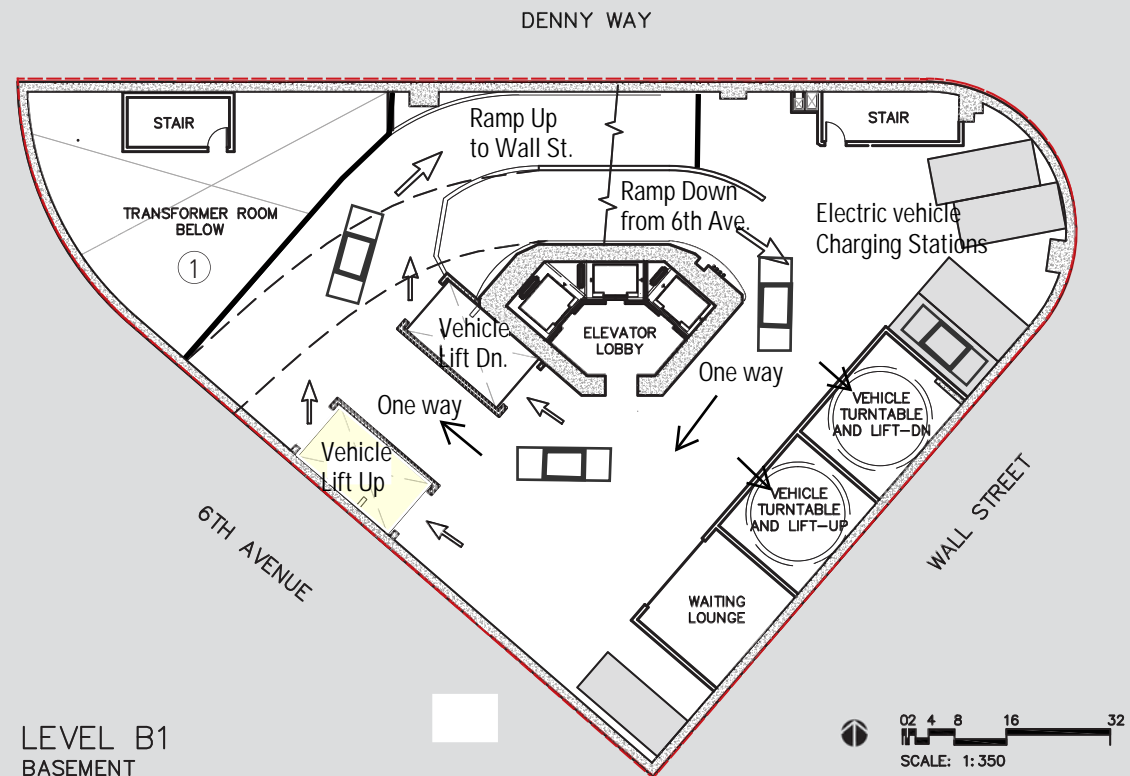 DENNY WAY
STAIR
Ramp Up
to Wall St.
STAIR
Ramp Down
from 6th Ave.
TRANSFORMER ROOM
BELOW
1
Electric vehicle
Charging Stations
Vehicle
Lift Dn.
ELEVATOR
LOBBY
One way
One way
VEHICLE
TURNTABLE
AND LIFT-DN
Vehicle
Lift Up
VEHICLE
TURNTABLE
AND LIFT-UP
6TH AVENUE
WALL STREET
WAITING
LOUNGE
LEVEL B1
BASEMENT
02 4 8 16 32
SCALE: 1:350